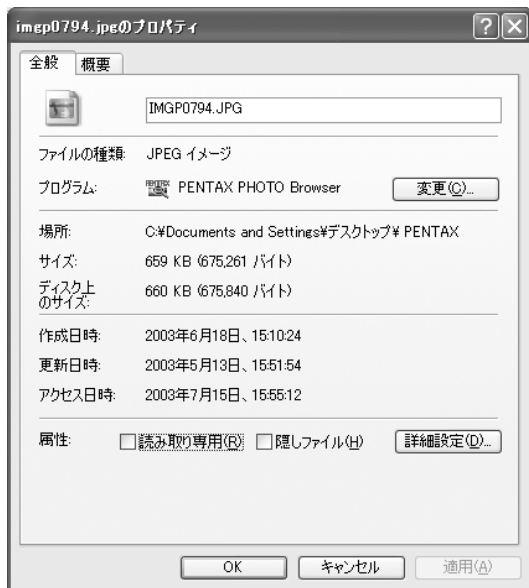 imgp0794.jpgのプロパティ
全般 概要
IMGP0794.JPG
ファイルの種類: JPEG イメージ
プログラム: PENTAX PHOTO Browser 変更(C)...
場所: C:¥Documents and Settings¥デスクトップ¥ PENTAX
サイズ: 659 KB (675,261 バイト)
ディスク上
のサイズ: 660 KB (675,840 バイト)
作成日時: 2003年6月18日、15:10:24
更新日時: 2003年5月13日、15:51:54
アクセス日時: 2003年7月15日、15:55:12
属性: 読み取り専用(R) 隠しファイル(H) 詳細設定(D)...
OK キャンセル 適用(A)